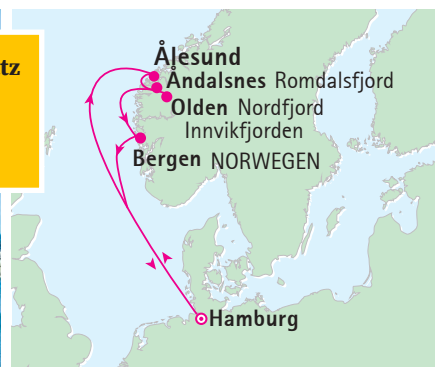 tz
Ålesund
Åndalsnes Romdalsfjord
Olden Nordfjord
Innvikfjorden
Bergen NORWEGEN
Hamburg